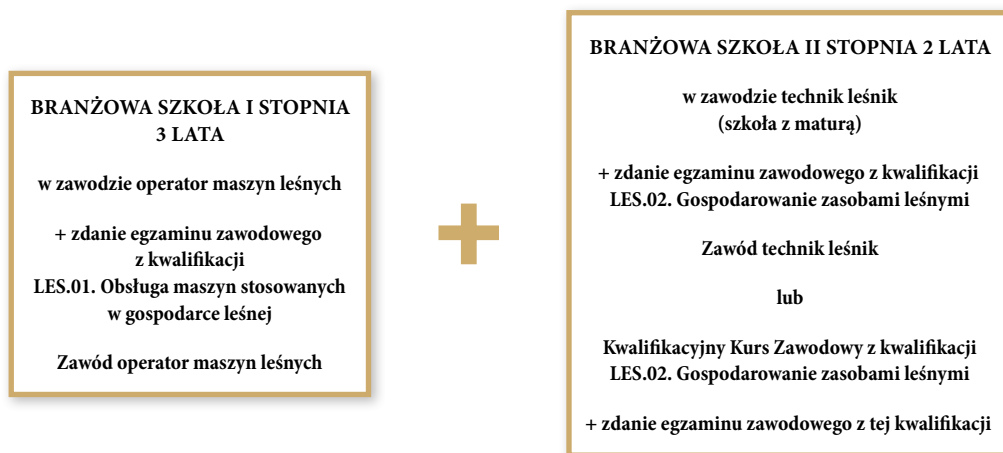 BRANŻOWA SZKOŁA I STOPNIA
3 LATA
w zawodzie operator maszyn leśnych
+ zdanie egzaminu zawodowego
z kwalifikacji
LES.01. Obsługa maszyn stosowanych
w gospodarce leśnej
Zawód operator maszyn leśnych
+
BRANŻOWA SZKOŁA II STOPNIA 2 LATA
w zawodzie technik leśnik
(szkoła z maturą)
+ zdanie egzaminu zawodowego z kwalifikacji
LES.02. Gospodarowanie zasobami leśnymi
Zawód technik leśnik
lub
Kwalifikacyjny Kurs Zawodowy z kwalifikacji
LES.02. Gospodarowanie zasobami leśnymi
+ zdanie egzaminu zawodowego z tej kwalifikacji